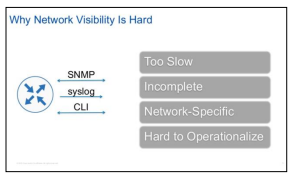 Why Network Visibility Is Hard
SNMP
syslog
CLI
Too Slow
Incomplete
Network-Specific
Hard to Operationalize